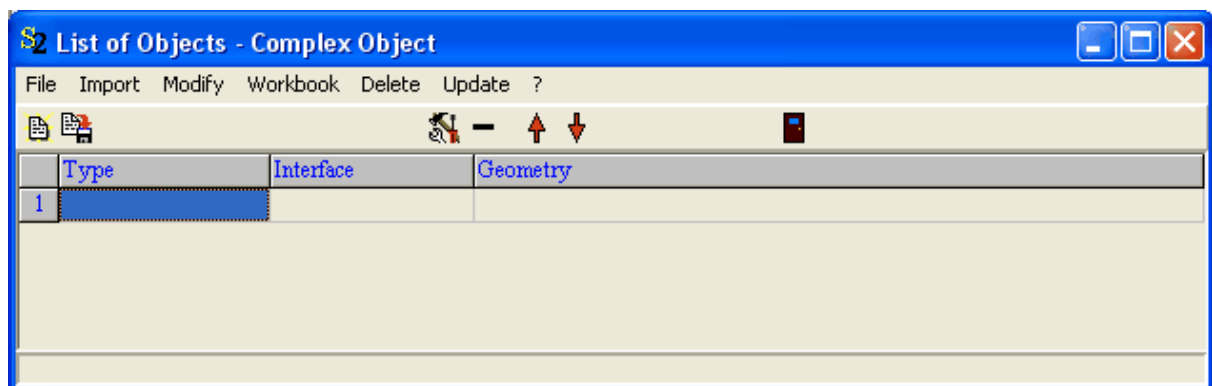 S2 List of Objects - Complex Object
File Import Modify Workbook Delete Update ?
Type Interface Geometry
1